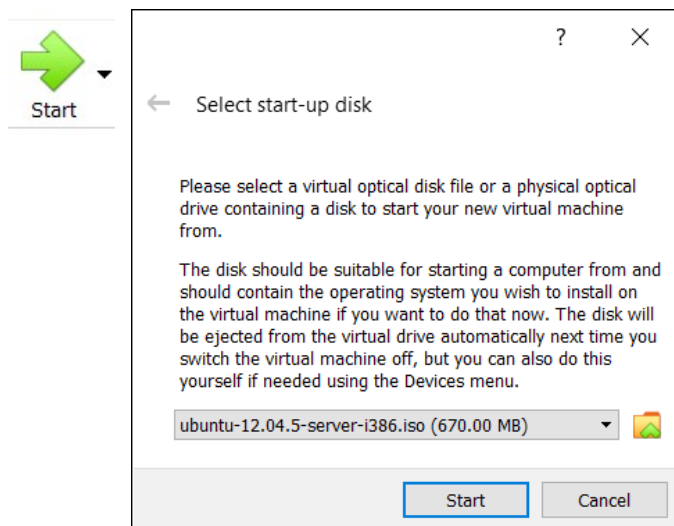 ?
Start
Select start-up disk
Please select a virtual optical disk file or a physical optical
drive containing a disk to start your new virtual machine
from.
The disk should be suitable for starting a computer from and
should contain the operating system you wish to install on
the virtual machine if you want to do that now. The disk will
be ejected from the virtual drive automatically next time you
switch the virtual machine off, but you can also do this
yourself if needed using the Devices menu.
ubuntu-12.04.5-server-i386.iso (670.00 MB)
Start Cancel